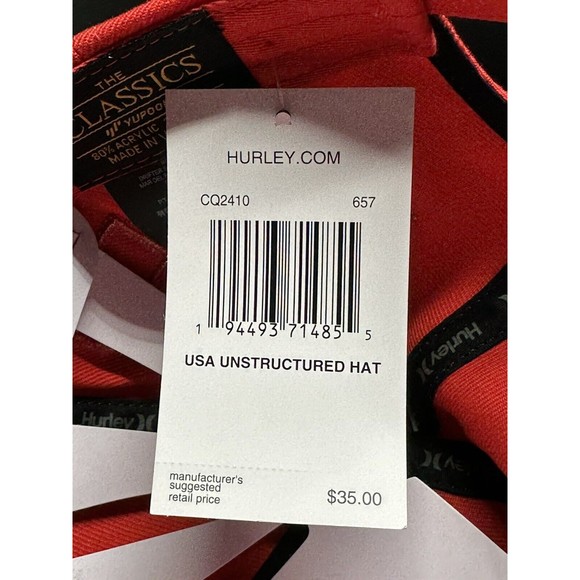 THE
CLASSICS
80% ACRYLIC
MADE IN
HURLEY.COM
CQ2410 657
1 94493 71485 5
USA UNSTRUCTURED HAT
manufacturer's
suggested
retail price
$35.00
Hurley
Hurley